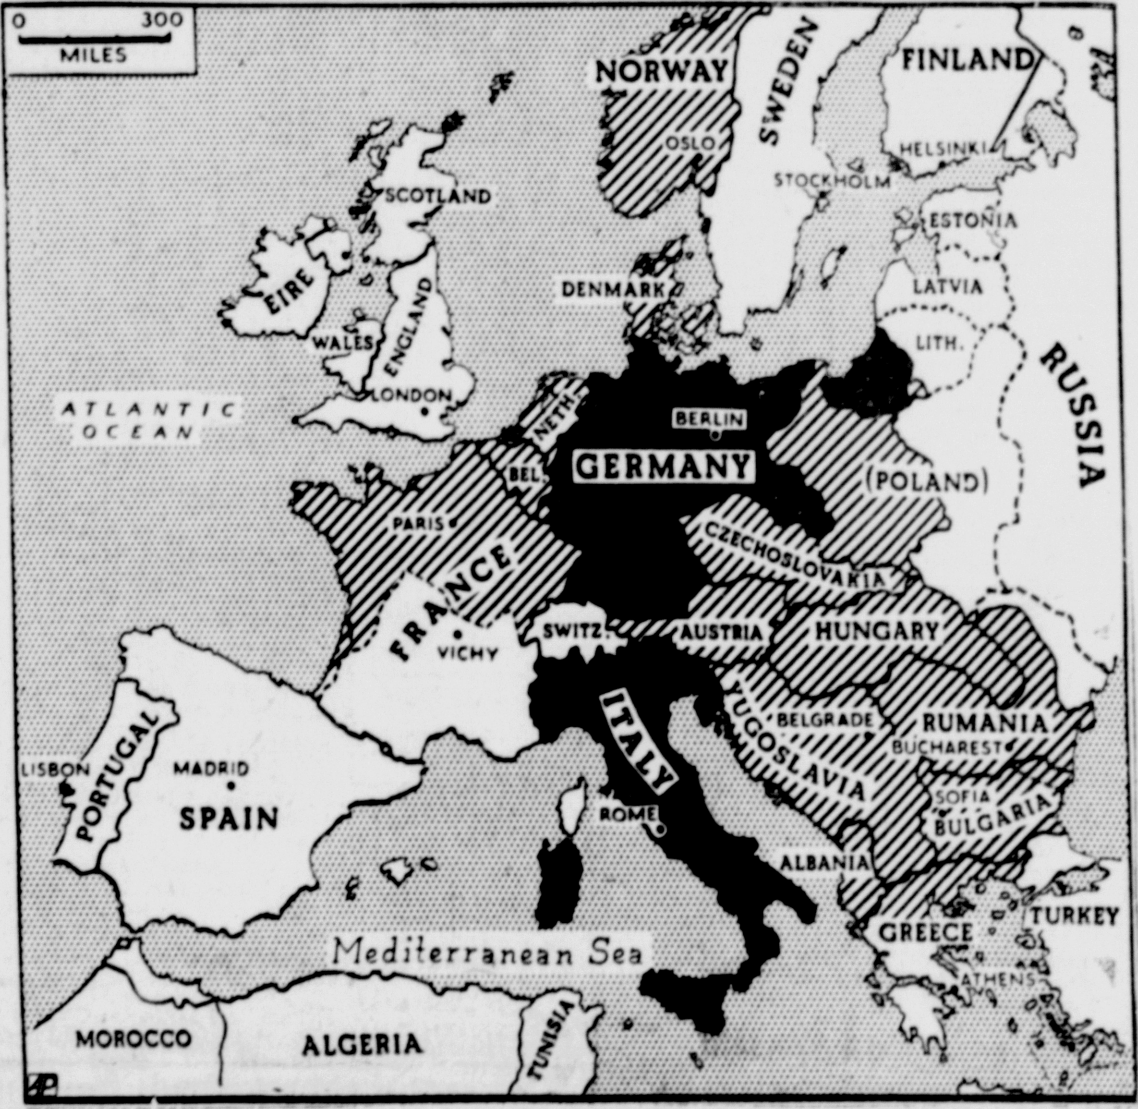 0 300
MILES
NORWAY
OSLO
SWEDEN
FINLAND
HELSINKI
STOCKHOLM
SCOTLAND
ESTONIA
EIRE
DENMARK
LATVIA
WALES
ENGLAND
LITH.
LONDON
RUSSIA
ATLANTIC
OCEAN
NETH.
BERLIN
BEL.
GERMANY
(POLAND)
PARIS
CZECHOSLOVAKIA
FRANCE
SWITZ.
AUSTRIA
HUNGARY
VICHY
ITALY
YUGOSLAVIA
BELGRADE
RUMANIA
BUCHAREST
LISBON
PORTUGAL
MADRID
SPAIN
ROME
SOFIA
BULGARIA
ALBANIA
TURKEY
GREECE
Mediterranean Sea
ATHENS
MOROCCO
ALGERIA
TUNISIA
AP